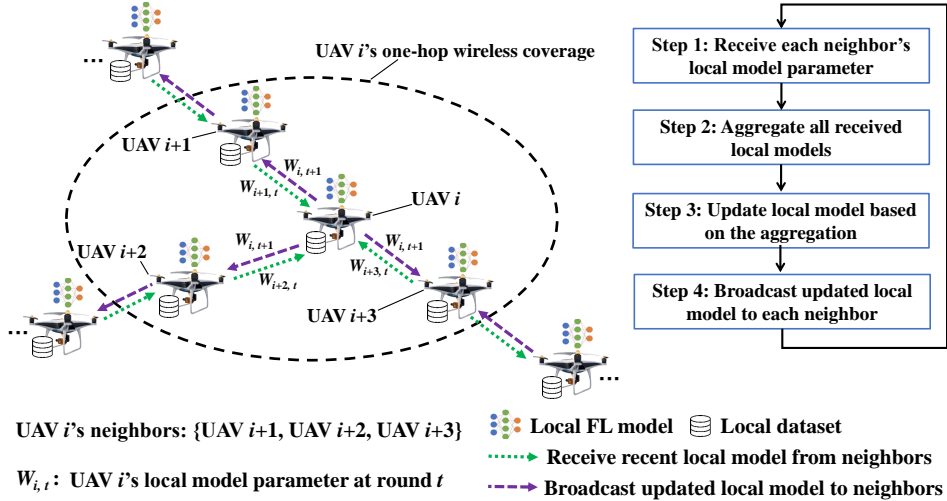 UAV i's one-hop wireless coverage
...
UAV i+1
W_{i, t+1}
W_{i+1, t}
UAV i
UAV i+2
W_{i, t+1}
W_{i, t+1}
W_{i+2, t}
W_{i+3, t}
UAV i+3
...
...
Step 1: Receive each neighbor's
local model parameter
Step 2: Aggregate all received
local models
Step 3: Update local model based
on the aggregation
Step 4: Broadcast updated local
model to each neighbor
UAV i's neighbors: {UAV i+1, UAV i+2, UAV i+3}
W_{i, t}: UAV i's local model parameter at round t
Local FL model
Local dataset
Receive recent local model from neighbors
Broadcast updated local model to neighbors